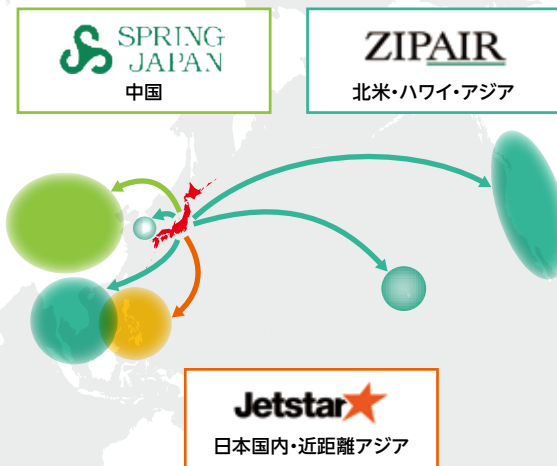 SPRING
JAPAN
中国
ZIPAIR
北米・ハワイ・アジア
Jetstar
日本国内・近距離アジア